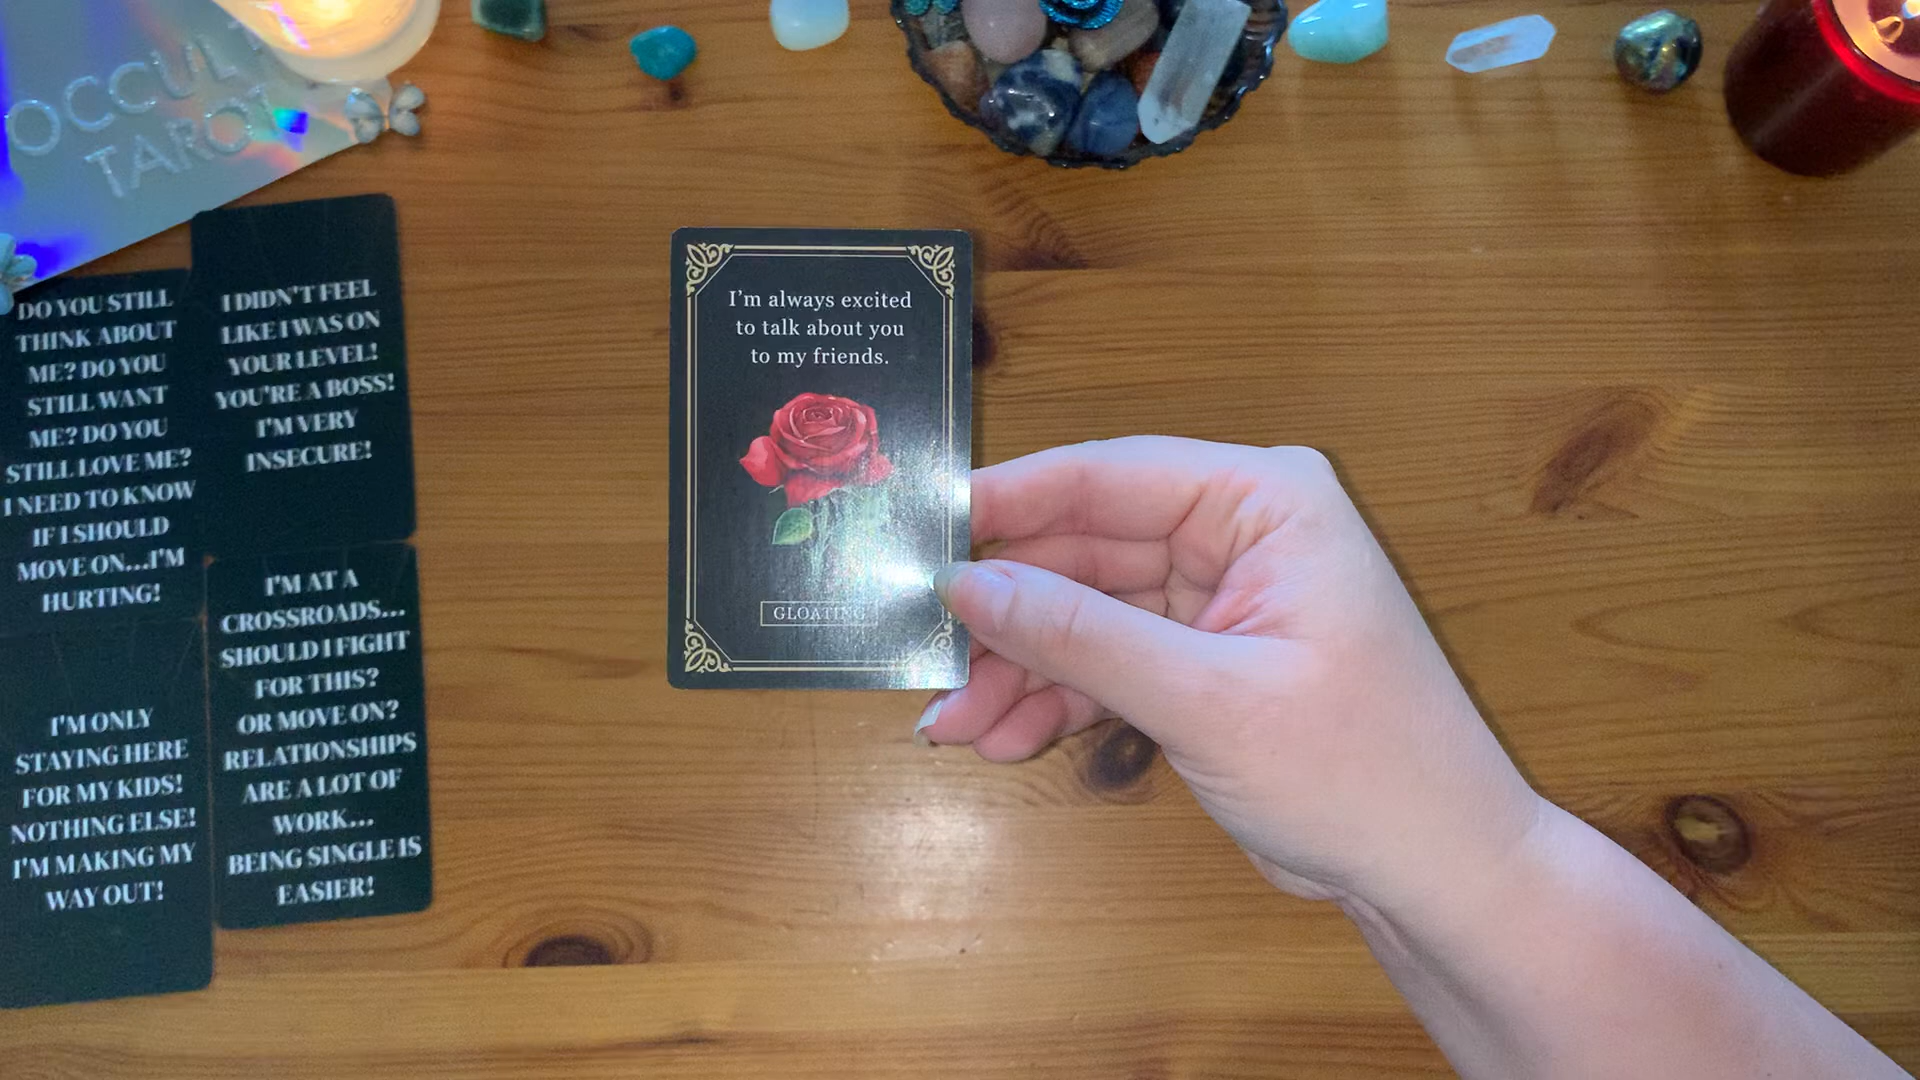 OCCULT
TAROT
DO YOU STILL
THINK ABOUT
ME? DO YOU
STILL WANT
ME? DO YOU
STILL LOVE ME?
I NEED TO KNOW
IF I SHOULD
MOVE ON...I'M
HURTING!
I DIDN'T FEEL
LIKE I WAS ON
YOUR LEVEL!
YOU'RE A BOSS!
I'M VERY
INSECURE!
I'M ONLY
STAYING HERE
FOR MY KIDS!
NOTHING ELSE!
I'M MAKING MY
WAY OUT!
I'M AT A
CROSSROADS...
SHOULD I FIGHT
FOR THIS?
OR MOVE ON?
RELATIONSHIPS
ARE A LOT OF
WORK...
BEING SINGLE IS
EASIER!
I'm always excited
to talk about you
to my friends.
GLOATING